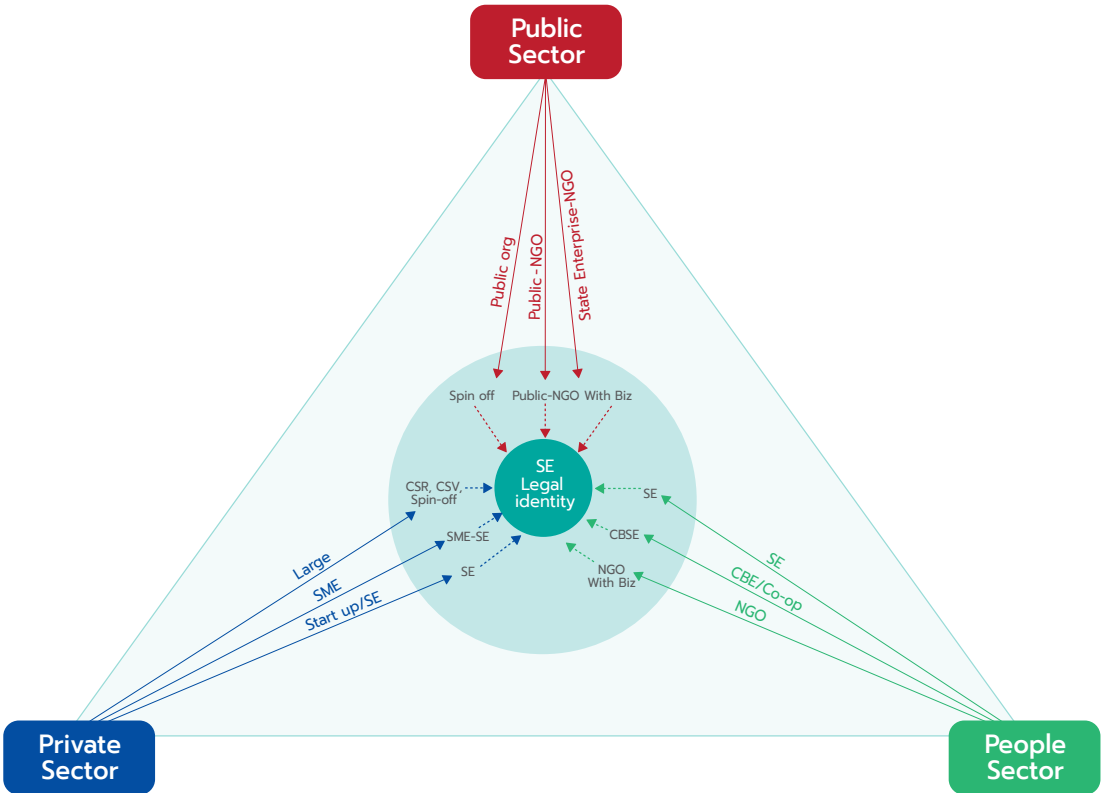 Public
Sector
Public org
Public - NGO
State Enterprise-NGO
Spin off
Public-NGO With Biz
SE
Legal
identity
CSR, CSV,
Spin-off
SME-SE
SE
SE
CBSE
NGO
With Biz
Large
SME
Start up/SE
SE
CBE/Co-op
NGO
Private
Sector
People
Sector